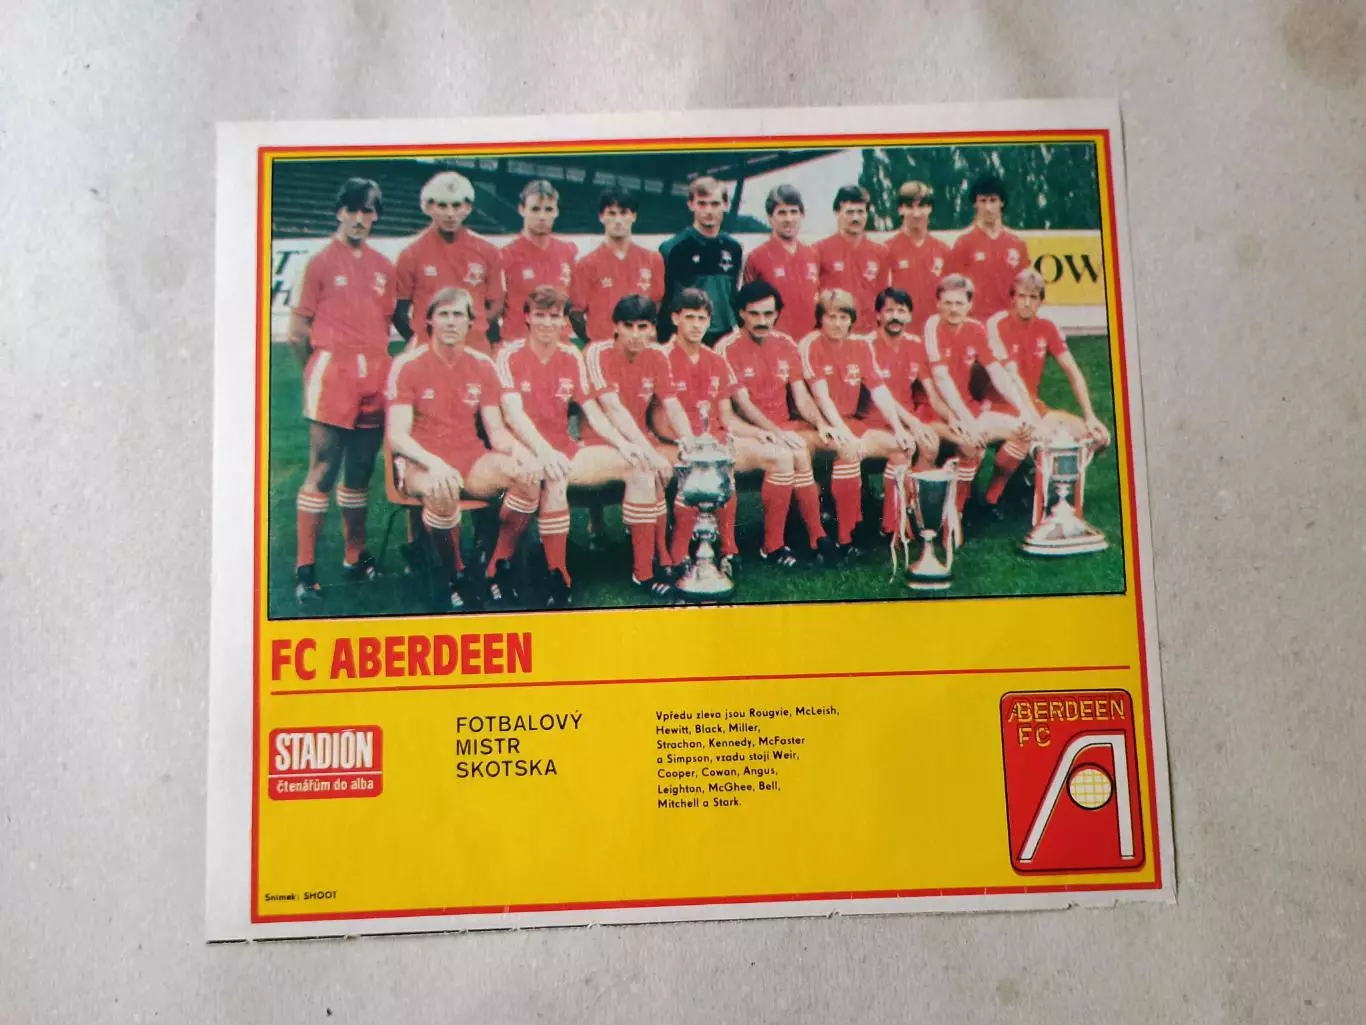 ROW
FC ABERDEEN
STADIÓN
čtenářům do alba
FOTBALOVÝ
MISTR
SKOTSKA
Vpředu zleva jsou Rougvie, McLeish,
Hewitt, Black, Miller,
Strachan, Kennedy, McFaster
a Simpson, vzadu stojí Weir,
Cooper, Cowan, Angus,
Leighton, McGhee, Bell,
Mitchell a Stark.
ABERDEEN
FC
Snímek: SHOOT